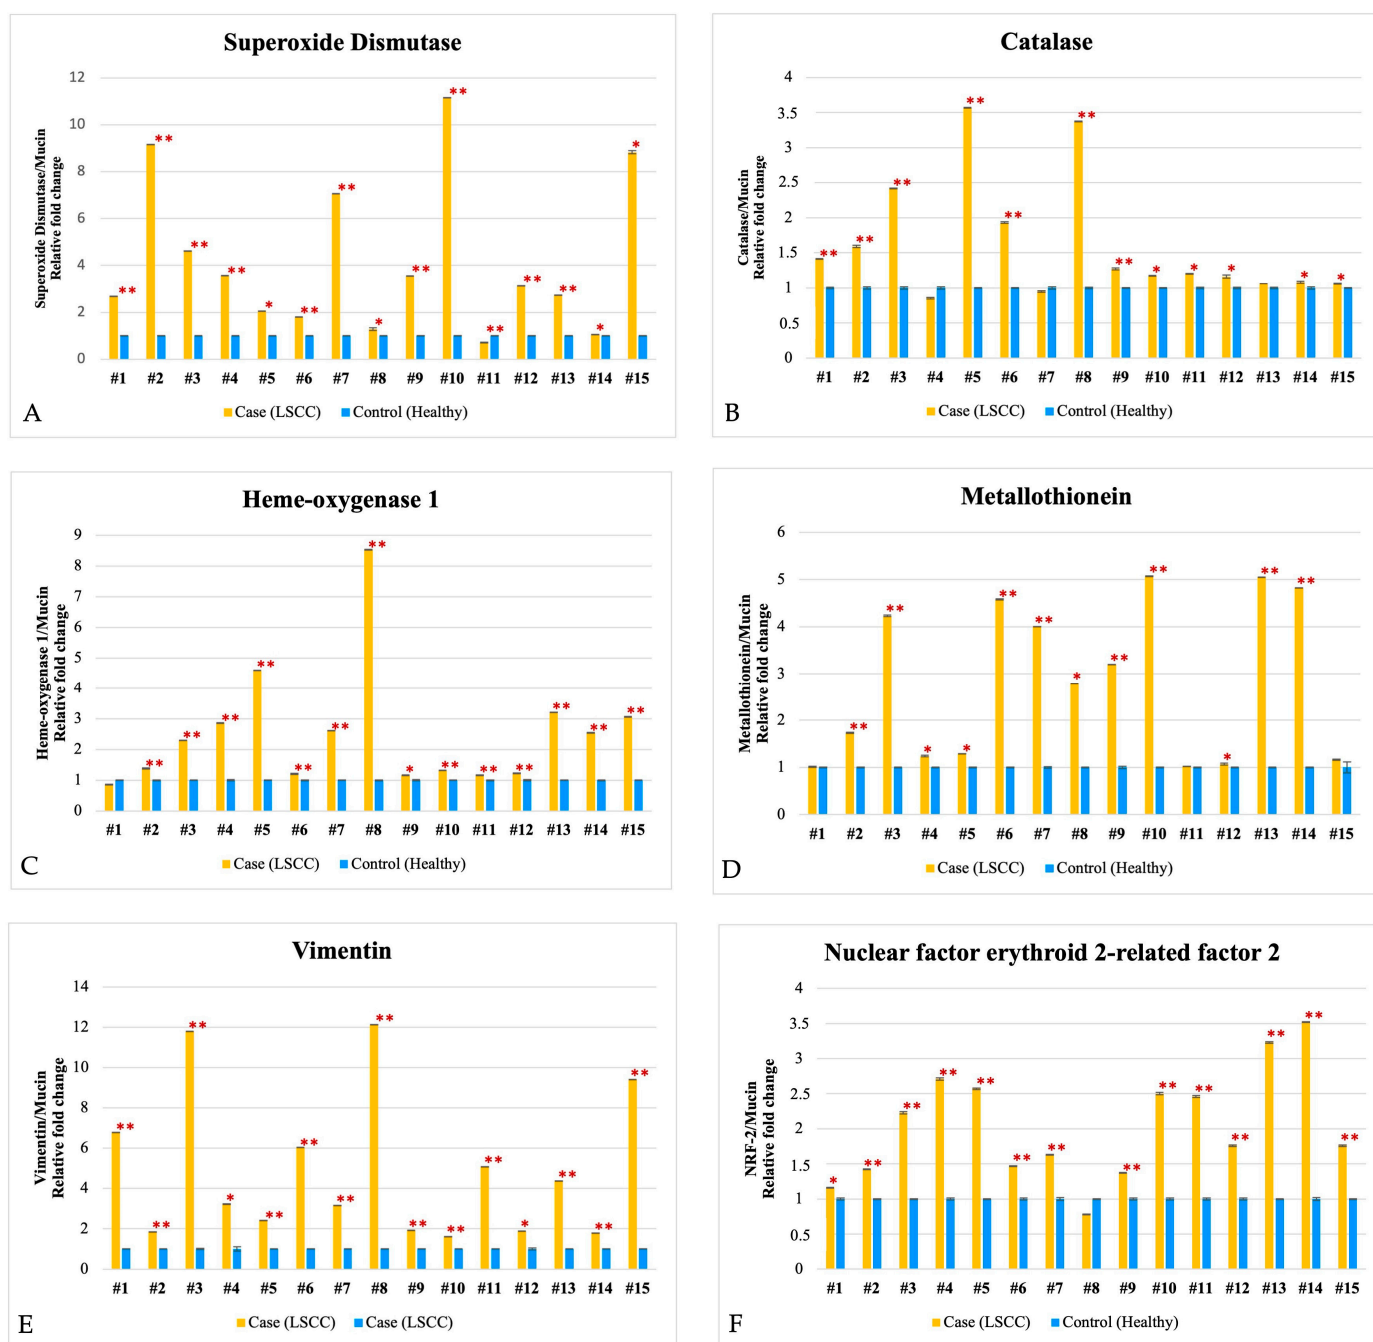 Superoxide Dismutase
Superoxide Dismutase/Mucin
Relative fold change
12
10
8
6
4
2
0
** ** ** ** * ** ** * ** ** ** ** ** * *
#1 #2 #3 #4 #5 #6 #7 #8 #9 #10 #11 #12 #13 #14 #15
Case (LSCC) Control (Healthy)
A
Catalase
Catalase/Mucin
Relative fold change
4
3.5
3
2.5
2
1.5
1
0.5
0
** ** ** ** ** ** ** * * * * *
#1 #2 #3 #4 #5 #6 #7 #8 #9 #10 #11 #12 #13 #14 #15
Case (LSCC) Control (Healthy)
B
Heme-oxygenase 1
Heme-oxygenase 1/Mucin
Relative fold change
9
8
7
6
5
4
3
2
1
0
** ** ** ** ** ** ** * ** ** ** ** ** **
#1 #2 #3 #4 #5 #6 #7 #8 #9 #10 #11 #12 #13 #14 #15
Case (LSCC) Control (Healthy)
C
Metallothionein
Metallothionein/Mucin
Relative fold change
6
5
4
3
2
1
0
** ** * * ** ** * ** ** * ** **
#1 #2 #3 #4 #5 #6 #7 #8 #9 #10 #11 #12 #13 #14 #15
Case (LSCC) Control (Healthy)
D
Vimentin
Vimentin/Mucin
Relative fold change
14
12
10
8
6
4
2
0
** ** ** * ** ** ** ** ** ** ** * ** ** **
#1 #2 #3 #4 #5 #6 #7 #8 #9 #10 #11 #12 #13 #14 #15
Case (LSCC) Case (LSCC)
E
Nuclear factor erythroid 2-related factor 2
NRF-2/Mucin
Relative fold change
4
3.5
3
2.5
2
1.5
1
0.5
0
* ** ** ** ** ** ** ** ** ** ** ** ** **
#1 #2 #3 #4 #5 #6 #7 #8 #9 #10 #11 #12 #13 #14 #15
Case (LSCC) Control (Healthy)
F